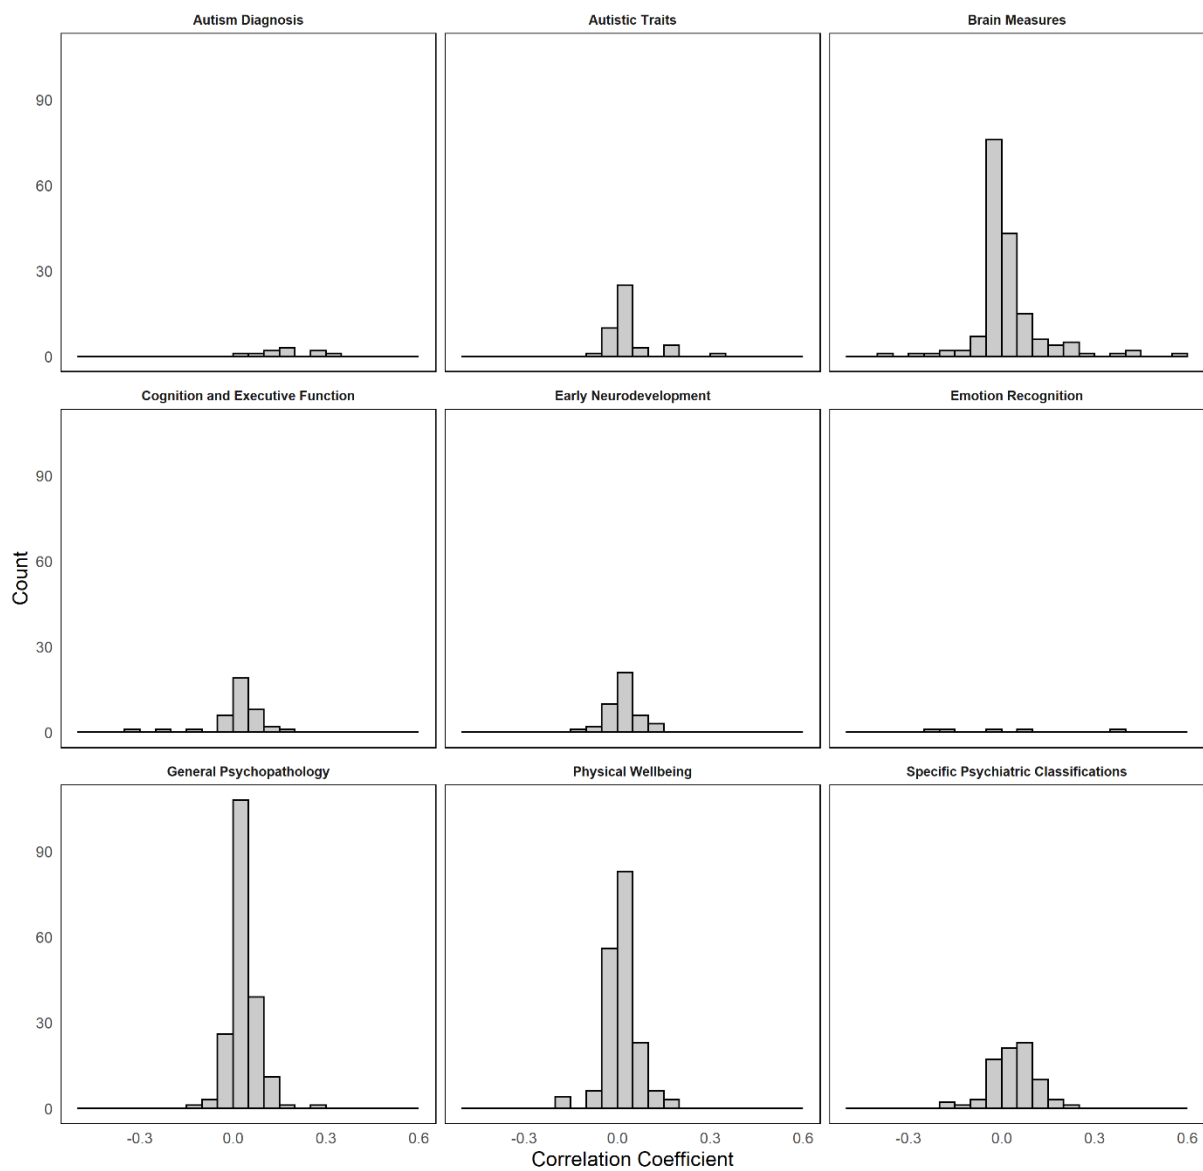 Autism Diagnosis
Autistic Traits
Brain Measures
90
60
30
0
Cognition and Executive Function
Early Neurodevelopment
Emotion Recognition
90
60
30
0
Count
General Psychopathology
Physical Wellbeing
Specific Psychiatric Classifications
90
60
30
0
-0.3 0.0 0.3 0.6
-0.3 0.0 0.3 0.6
-0.3 0.0 0.3 0.6
Correlation Coefficient